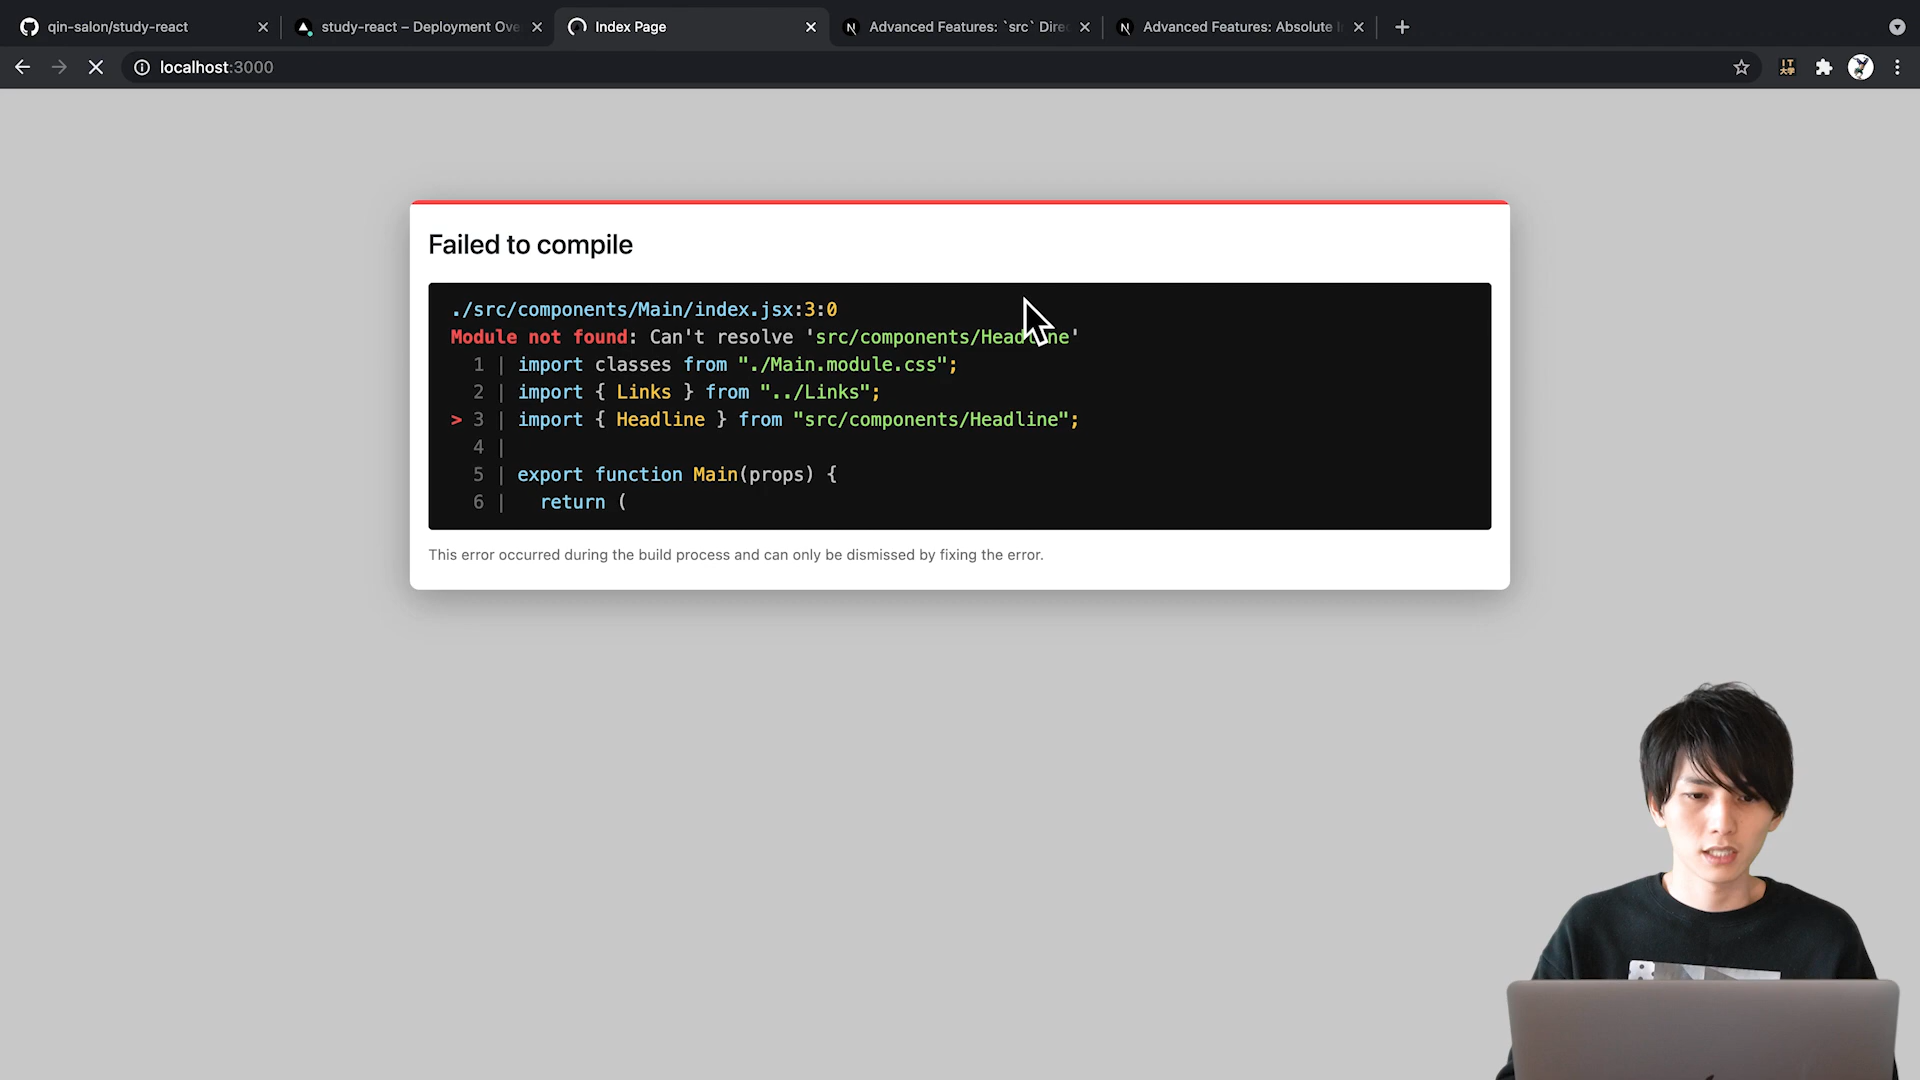 qin-salon/study-react
study-react – Deployment Ove
Index Page
Advanced Features: `src` Dire
Advanced Features: Absolute I
localhost:3000
IT
大学
Failed to compile
./src/components/Main/index.jsx:3:0
Module not found: Can't resolve 'src/components/Headline'
1 | import classes from "./Main.module.css";
2 | import { Links } from "../Links";
> 3 | import { Headline } from "src/components/Headline";
4 |
5 | export function Main(props) {
6 | return (
This error occurred during the build process and can only be dismissed by fixing the error.